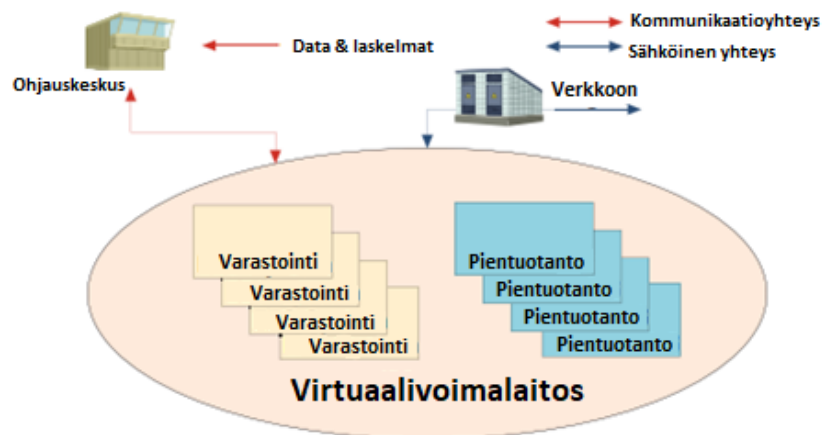 Kommunikaatioyhteys
Data & laskelmat
Sähköinen yhteys
Ohjauskeskus
Verkkoon
Varastointi
Varastointi
Varastointi
Varastointi
Pientuotanto
Pientuotanto
Pientuotanto
Pientuotanto
Virtuaalivoimalaitos